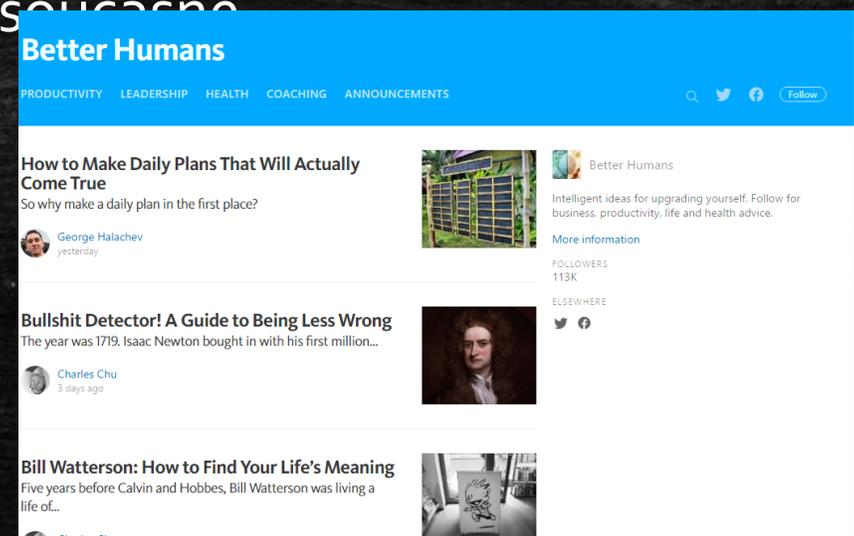 Better Humans
PRODUCTIVITY LEADERSHIP HEALTH COACHING ANNOUNCEMENTS
Follow
How to Make Daily Plans That Will Actually
Come True
So why make a daily plan in the first place?
George Halachev
yesterday
Bullshit Detector! A Guide to Being Less Wrong
The year was 1719. Isaac Newton bought in with his first million...
Charles Chu
3 days ago
Bill Watterson: How to Find Your Life's Meaning
Five years before Calvin and Hobbes, Bill Watterson was living a
life of...
Better Humans
Intelligent ideas for upgrading yourself. Follow for
business, productivity, life and health advice.
More information
FOLLOWERS
113K
ELSEWHERE